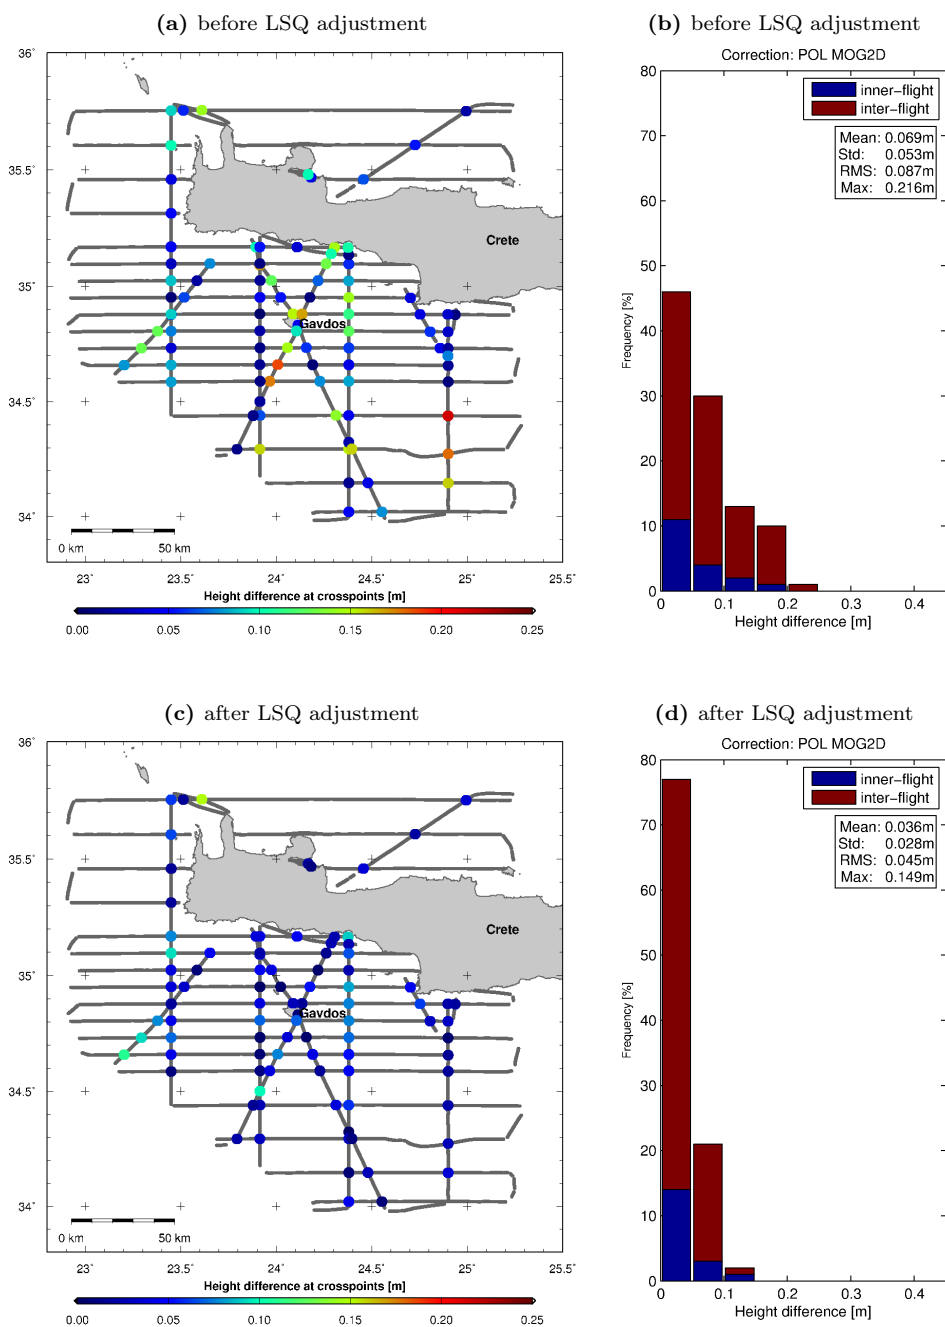 (a) before LSQ adjustment
36°
35.5°
35°
34.5°
34°
Crete
Gavdos
0 km 50 km
23° 23.5° 24° 24.5° 25° 25.5°
Height difference at crosspoints [m]
0.00 0.05 0.10 0.15 0.20 0.25
(b) before LSQ adjustment
Correction: POL MOG2D
80
70
60
50
40
30
20
10
0
Frequency [%]
inner-flight
inter-flight
Mean: 0.069m
Std: 0.053m
RMS: 0.087m
Max: 0.216m
0 0.1 0.2 0.3 0.4
Height difference [m]
(c) after LSQ adjustment
36°
35.5°
35°
34.5°
34°
Crete
Gavdos
0 km 50 km
23° 23.5° 24° 24.5° 25° 25.5°
Height difference at crosspoints [m]
0.00 0.05 0.10 0.15 0.20 0.25
(d) after LSQ adjustment
Correction: POL MOG2D
80
70
60
50
40
30
20
10
0
Frequency [%]
inner-flight
inter-flight
Mean: 0.036m
Std: 0.028m
RMS: 0.045m
Max: 0.149m
0 0.1 0.2 0.3 0.4
Height difference [m]